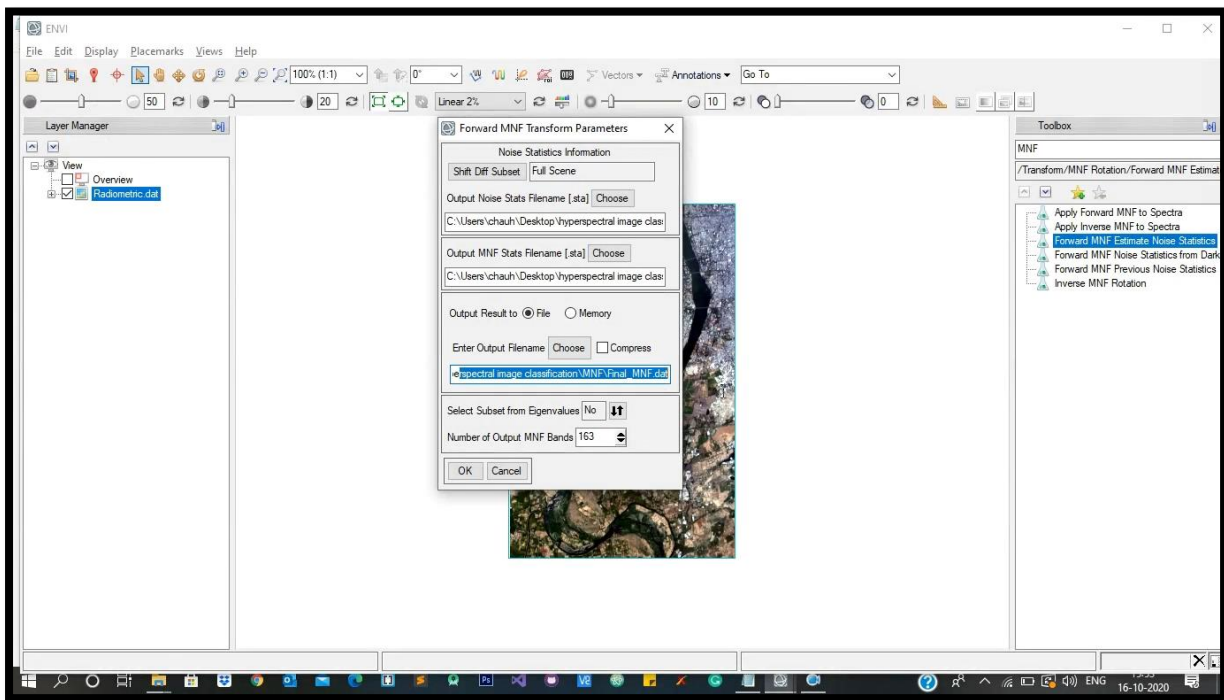 ENVI
File Edit Display Placemarks Views Help
100% (1:1) 0° Vectors Annotations Go To
50 20 Linear 2% 10 0
Layer Manager
View
Overview
Radiometric.dat
Forward MNF Transform Parameters
Noise Statistics Information
Shift Diff Subset Full Scene
Output Noise Stats Filename [.sta] Choose
C:\Users\chauh\Desktop\hyperspectral image clas
Output MNF Stats Filename [.sta] Choose
C:\Users\chauh\Desktop\hyperspectral image clas
Output Result to File Memory
Enter Output Filename Choose Compress
erspectral image classification\MNF\Final_MNF.dat
Select Subset from Eigenvalues No
Number of Output MNF Bands 163
OK Cancel
Toolbox
MNF
/Transform/MNF Rotation/Forward MNF Estimat
Apply Forward MNF to Spectra
Apply Inverse MNF to Spectra
Forward MNF Estimate Noise Statistics
Forward MNF Noise Statistics from Dark
Forward MNF Previous Noise Statistics
Inverse MNF Rotation
ENG
16-10-2020